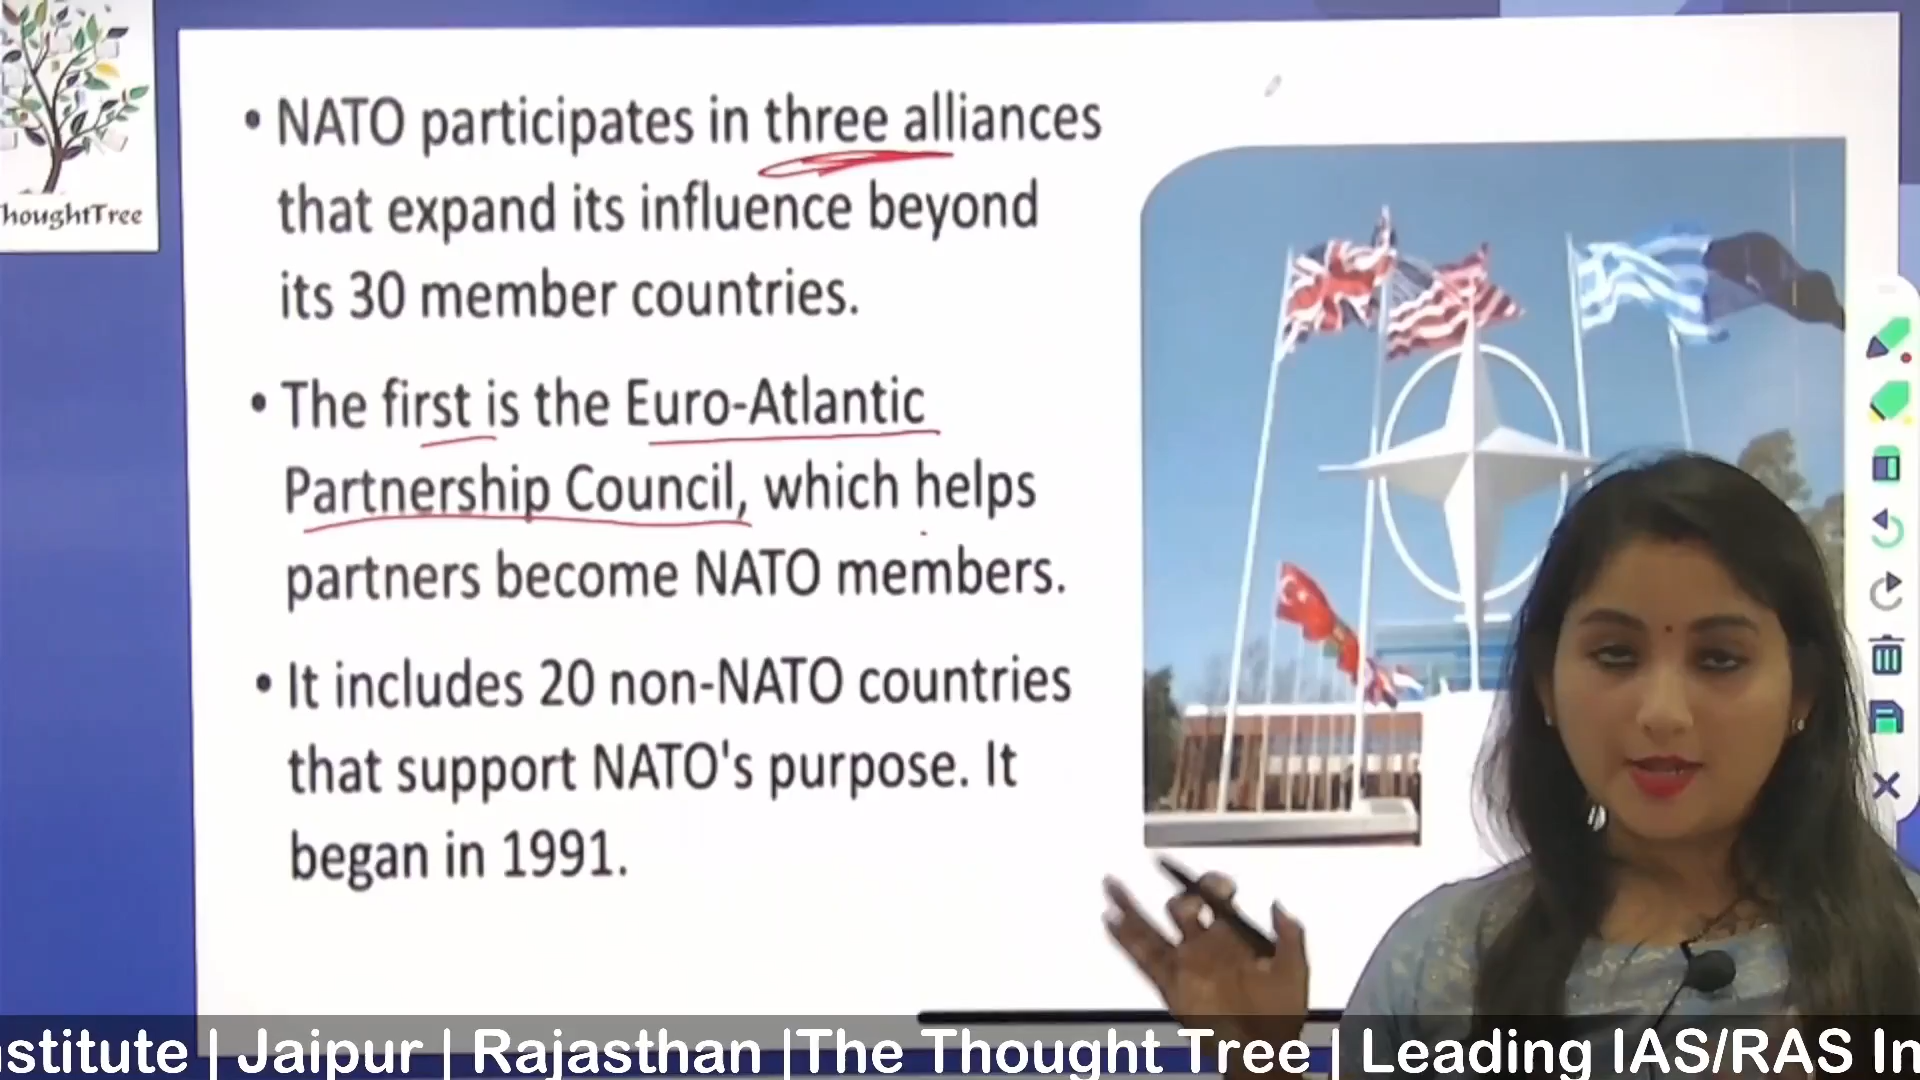 houghtTree
• NATO participates in three alliances
that expand its influence beyond
its 30 member countries.
• The first is the Euro-Atlantic
Partnership Council, which helps
partners become NATO members.
• It includes 20 non-NATO countries
that support NATO's purpose. It
began in 1991.
nstitute | Jaipur | Rajasthan |The Thought Tree | Leading IAS/RAS In